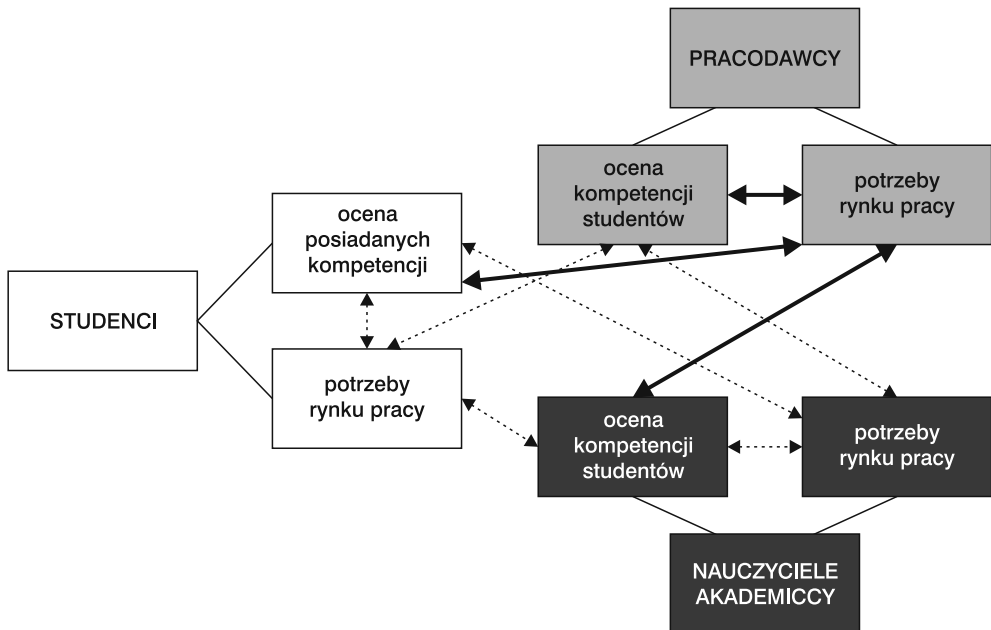 PRACODAWCY
ocena
kompetencji
studentów
potrzeby
rynku pracy
ocena
posiadanych
kompetencji
STUDENCI
potrzeby
rynku pracy
ocena
kompetencji
studentów
potrzeby
rynku pracy
NAUCZYCIELE
AKADEMICCY